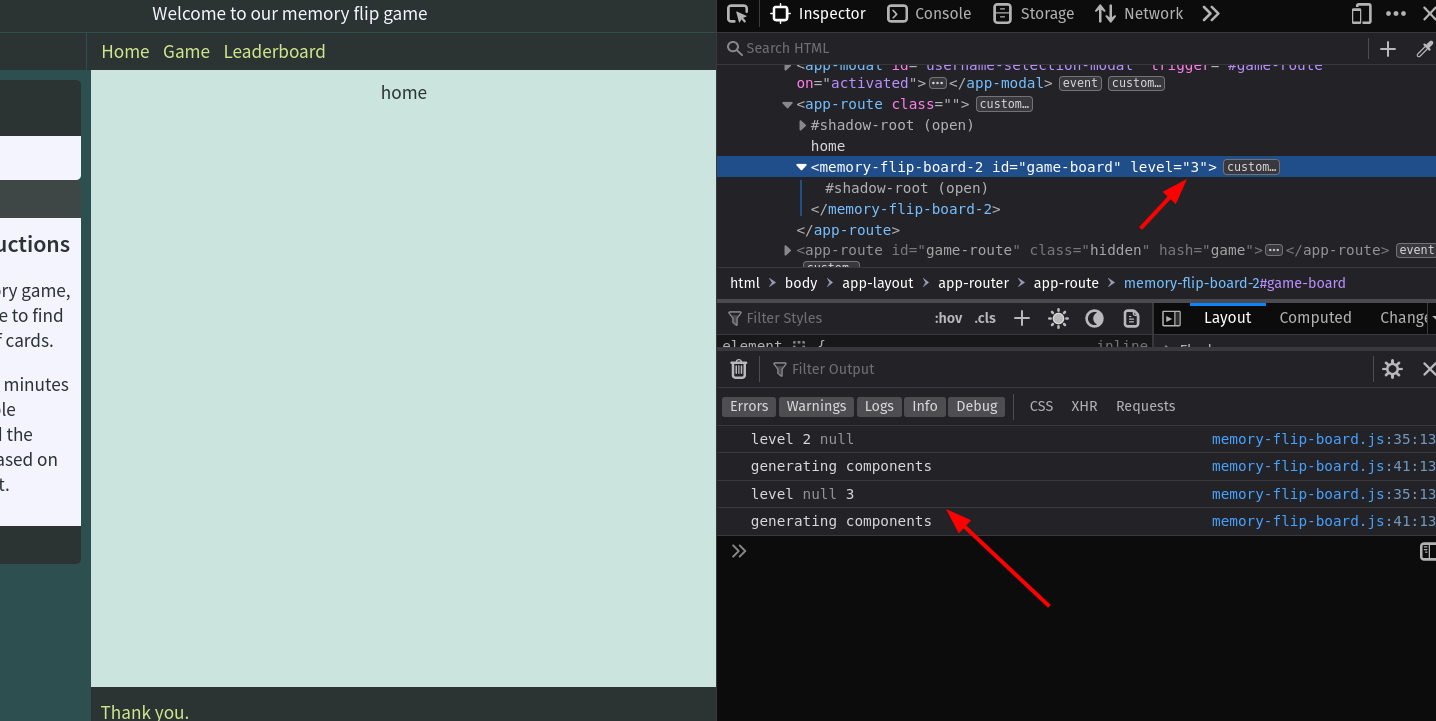 Welcome to our memory flip game
Home Game Leaderboard
home
uctions
ory game,
e to find
f cards.
minutes
ble
d the
ased on
t.
Thank you.
Inspector Console Storage Network
Search HTML
<app-modal id="username-selection-modal" trigger="#game-route"
on="activated"> </app-modal> event custom…
<app-route class=""> custom…
#shadow-root (open)
home
<memory-flip-board-2 id="game-board" level="3"> custom…
#shadow-root (open)
</memory-flip-board-2>
</app-route>
<app-route id="game-route" class="hidden" hash="game"> </app-route> event
custom…
html body app-layout app-router app-route memory-flip-board-2#game-board
Filter Styles :hov .cls + Layout Computed Change
element { inline
Filter Output
Errors Warnings Logs Info Debug CSS XHR Requests
level 2 null memory-flip-board.js:35:13
generating components memory-flip-board.js:41:13
level null 3 memory-flip-board.js:35:13
generating components memory-flip-board.js:41:13